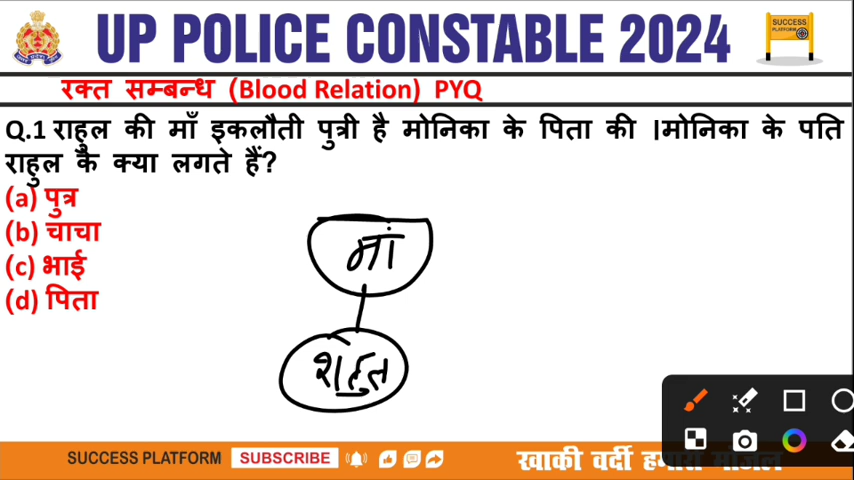 UP POLICE CONSTABLE 2024
SUCCESS
PLATFORM
रक्त सम्बन्ध (Blood Relation) PYQ
Q.1 राहुल की माँ इकलौती पुत्री है मोनिका के पिता की ।मोनिका के पति
राहुल के क्या लगते हैं?
(a) पुत्र
(b) चाचा
(c) भाई
(d) पिता
मां
राहुल
SUCCESS PLATFORM SUBSCRIBE
खाकी वर्दी हमारी मंजिल